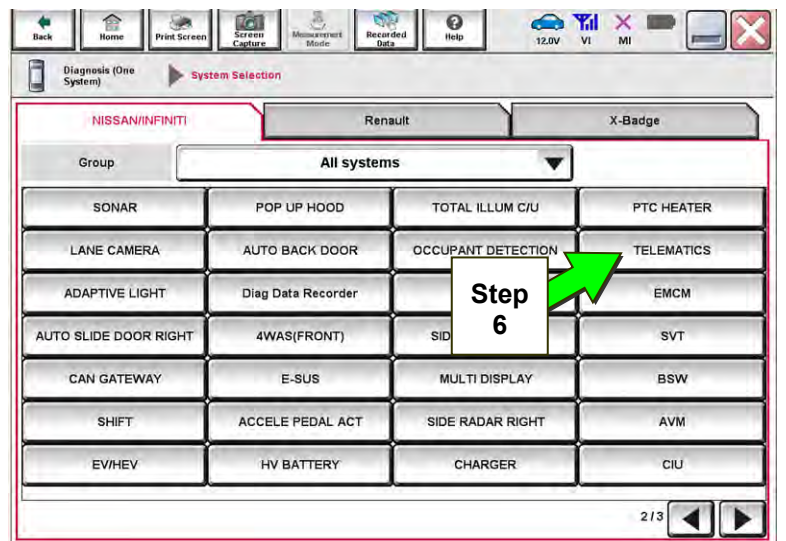 Back
Home
Print Screen
Screen
Capture
Measurement
Mode
Recorded
Data
Help
12.0V
VI
MI
Diagnosis (One
System)
System Selection
NISSAN/INFINITI
Renault
X-Badge
Group
All systems
SONAR
POP UP HOOD
TOTAL ILLUM C/U
PTC HEATER
LANE CAMERA
AUTO BACK DOOR
OCCUPANT DETECTION
TELEMATICS
ADAPTIVE LIGHT
Diag Data Recorder
EMCM
Step
6
AUTO SLIDE DOOR RIGHT
4WAS(FRONT)
SID
SVT
CAN GATEWAY
E-SUS
MULTI DISPLAY
BSW
SHIFT
ACCELE PEDAL ACT
SIDE RADAR RIGHT
AVM
EV/HEV
HV BATTERY
CHARGER
CIU
2/3